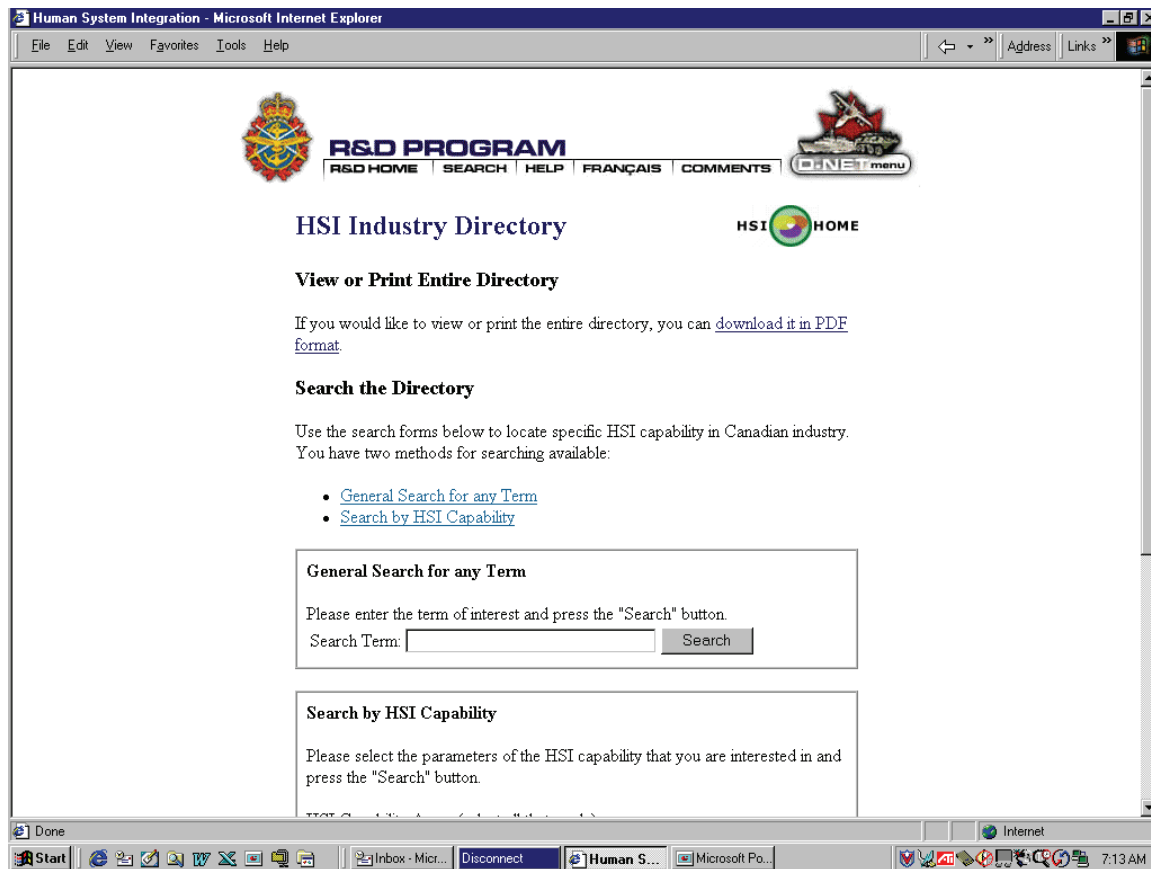 Human System Integration - Microsoft Internet Explorer
File Edit View Favorites Tools Help
Address Links
R&D PROGRAM
R&D HOME SEARCH HELP FRANÇAIS COMMENTS
D-NET menu
HSI Industry Directory
HSI HOME
View or Print Entire Directory
If you would like to view or print the entire directory, you can download it in PDF
format.
Search the Directory
Use the search forms below to locate specific HSI capability in Canadian industry.
You have two methods for searching available:
General Search for any Term
Search by HSI Capability
General Search for any Term
Please enter the term of interest and press the "Search" button.
Search Term: Search
Search by HSI Capability
Please select the parameters of the HSI capability that you are interested in and
press the "Search" button.
Done Internet
Start Inbox - Micr... Disconnect Human S... Microsoft Po... 7:13 AM